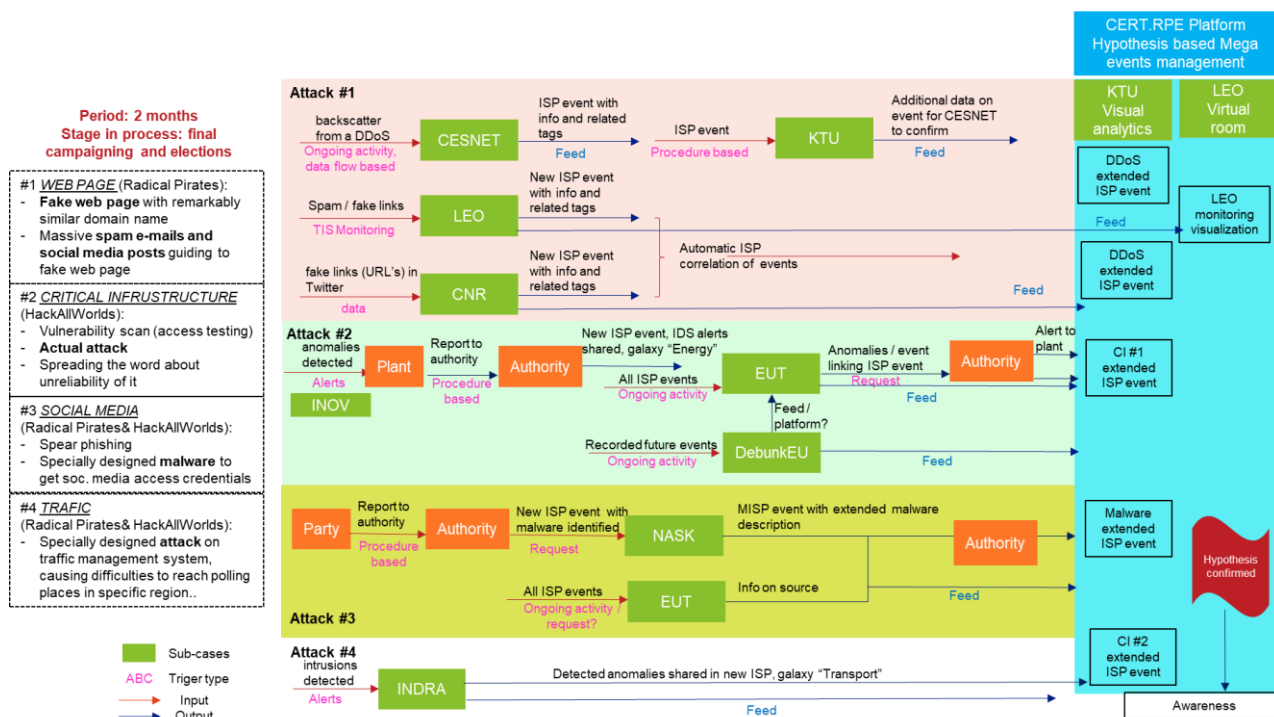 CERT.RPE Platform
Hypothesis based Mega
events management
KTU
Visual
analytics
LEO
Virtual
room
Period: 2 months
Stage in process: final
campaigning and elections
#1 WEB PAGE (Radical Pirates):
- Fake web page with remarkably
similar domain name
- Massive spam e-mails and
social media posts guiding to
fake web page
#2 CRITICAL INFRUSTRUCTURE
(HackAllWorlds):
- Vulnerability scan (access testing)
- Actual attack
- Spreading the word about
unreliability of it
#3 SOCIAL MEDIA
(Radical Pirates& HackAllWorlds):
- Spear phishing
- Specially designed malware to
get soc. media access credentials
#4 TRAFIC
(Radical Pirates& HackAllWorlds):
- Specially designed attack on
traffic management system,
causing difficulties to reach polling
places in specific region..
Sub-cases
ABC Triger type
Input
Output
Attack #1
backscatter
from a DDoS
Ongoing activity,
data flow based
CESNET
ISP event with
info and related
tags
Feed
ISP event
Procedure based
KTU
Additional data on
event for CESNET
to confirm
Feed
DDoS
extended
ISP event
Spam / fake links
TIS Monitoring
LEO
New ISP event
with info and
related tags
Feed
LEO
monitoring
visualization
Automatic ISP
correlation of events
fake links (URL's) in
Twitter
data
CNR
New ISP event
with info and
related tags
Feed
DDoS
extended
ISP event
Attack #2
anomalies
detected
Alerts
INOV
Plant
Report to
authority
Procedure
based
Authority
New ISP event, IDS alerts
shared, galaxy “Energy”
All ISP events
Ongoing activity
EUT
Anomalies / event
linking ISP event
Request
Feed
Authority
Alert to
plant
CI #1
extended
ISP event
Feed /
platform?
Recorded future events
Ongoing activity
DebunkEU
Feed
Party
Report to
authority
Procedure
based
Authority
New ISP event with
malware identified
Request
NASK
MISP event with extended malware
description
Authority
Malware
extended
ISP event
All ISP events
Ongoing activity /
request?
EUT
Info on source
Feed
Hypothesis
confirmed
Attack #3
Attack #4
intrusions
detected
Alerts
INDRA
Detected anomalies shared in new ISP, galaxy “Transport”
Feed
CI #2
extended
ISP event
Awareness